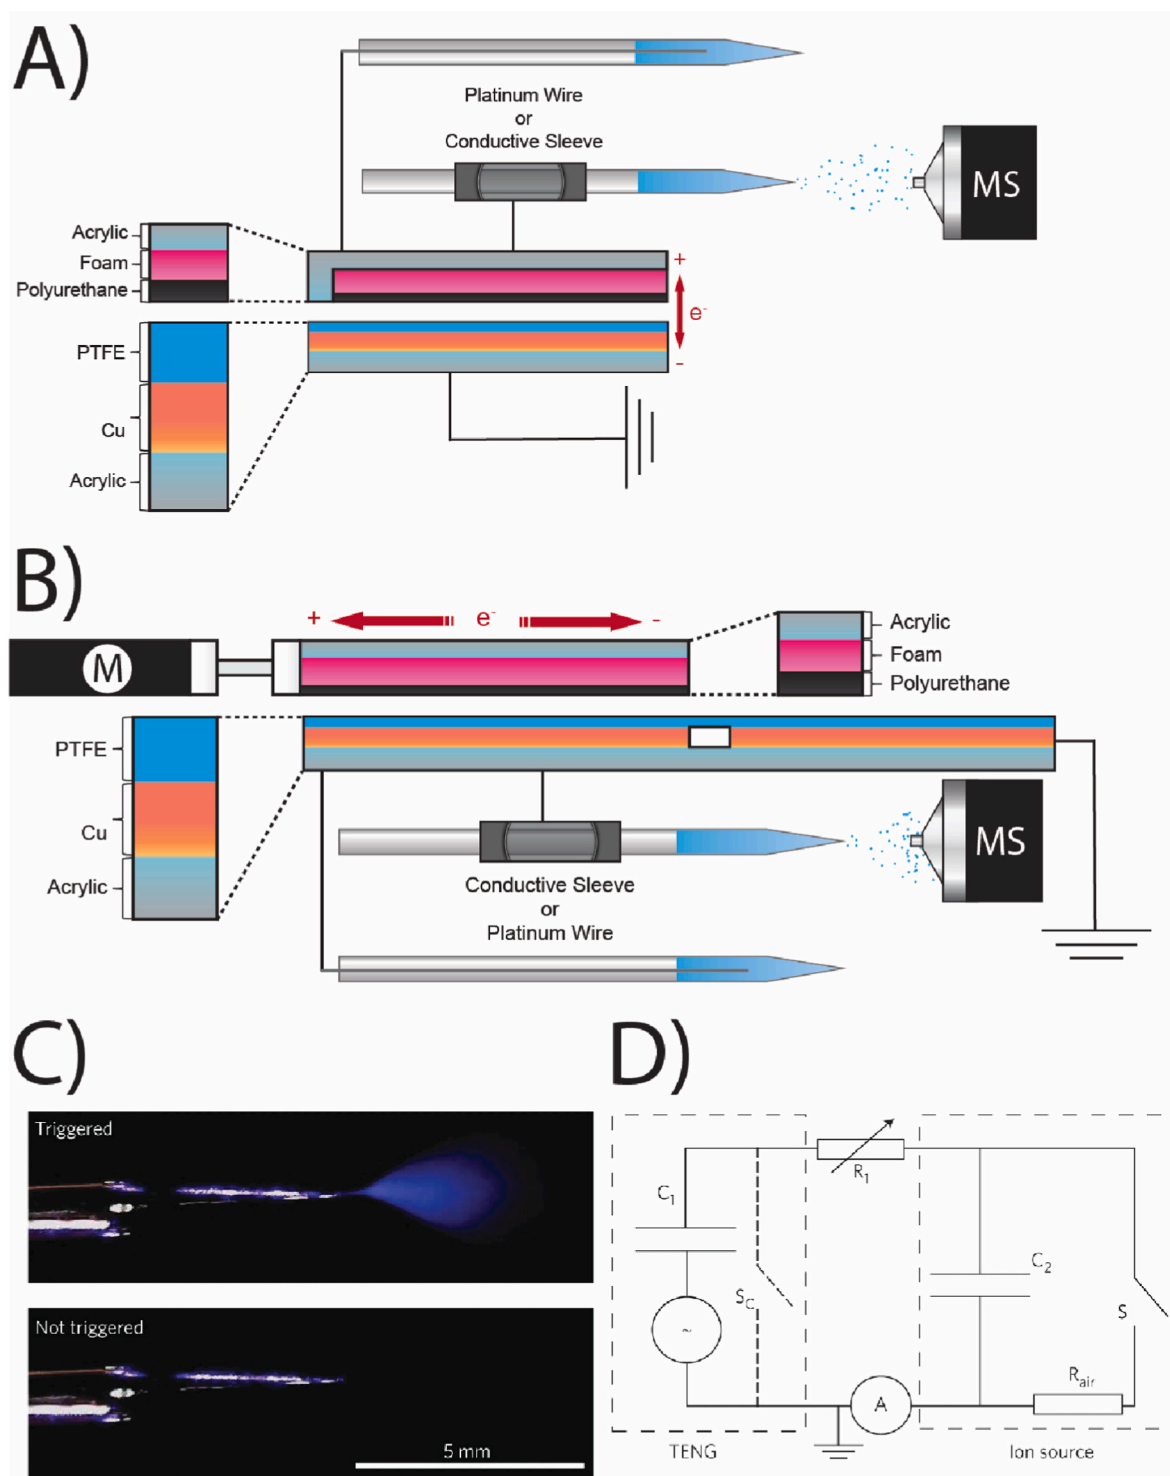 A)
Platinum Wire
or
Conductive Sleeve
MS
Acrylic
Foam
Polyurethane
+
e-
-
PTFE
Cu
Acrylic
B)
+ e- -
M
Acrylic
Foam
Polyurethane
PTFE
Cu
Acrylic
MS
Conductive Sleeve
or
Platinum Wire
C)
Triggered
Not triggered
5 mm
D)
R1
C1
C2
SC
S
~
Rair
A
TENG
Ion source